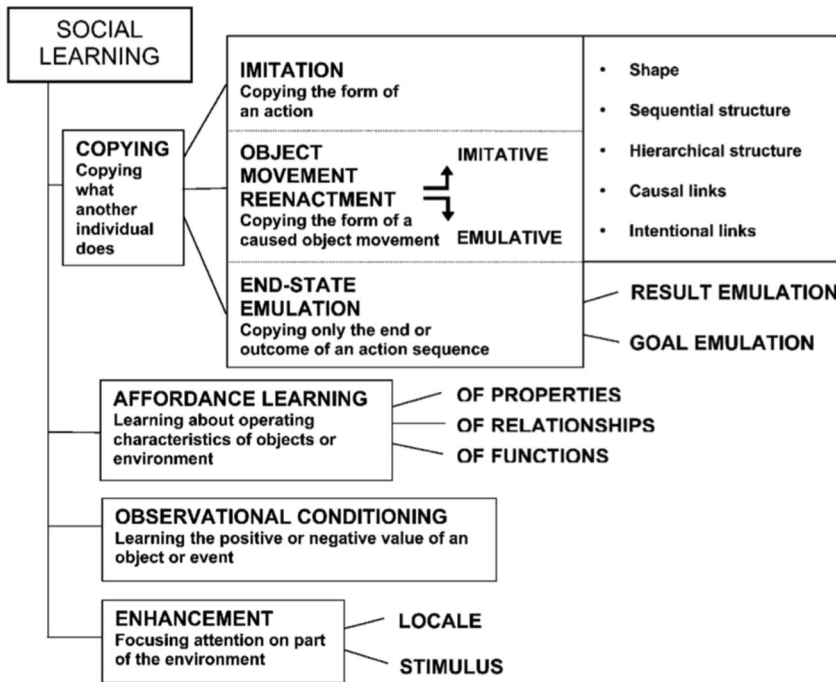 SOCIAL
LEARNING
COPYING
Copying
what
another
individual
does
IMITATION
Copying the form of
an action
OBJECT
MOVEMENT
REENACTMENT
Copying the form of a
caused object movement
IMITATIVE
EMULATIVE
• Shape
• Sequential structure
• Hierarchical structure
• Causal links
• Intentional links
END-STATE
EMULATION
Copying only the end or
outcome of an action sequence
RESULT EMULATION
GOAL EMULATION
AFFORDANCE LEARNING
Learning about operating
characteristics of objects or
environment
OF PROPERTIES
OF RELATIONSHIPS
OF FUNCTIONS
OBSERVATIONAL CONDITIONING
Learning the positive or negative value of an
object or event
ENHANCEMENT
Focusing attention on part
of the environment
LOCALE
STIMULUS